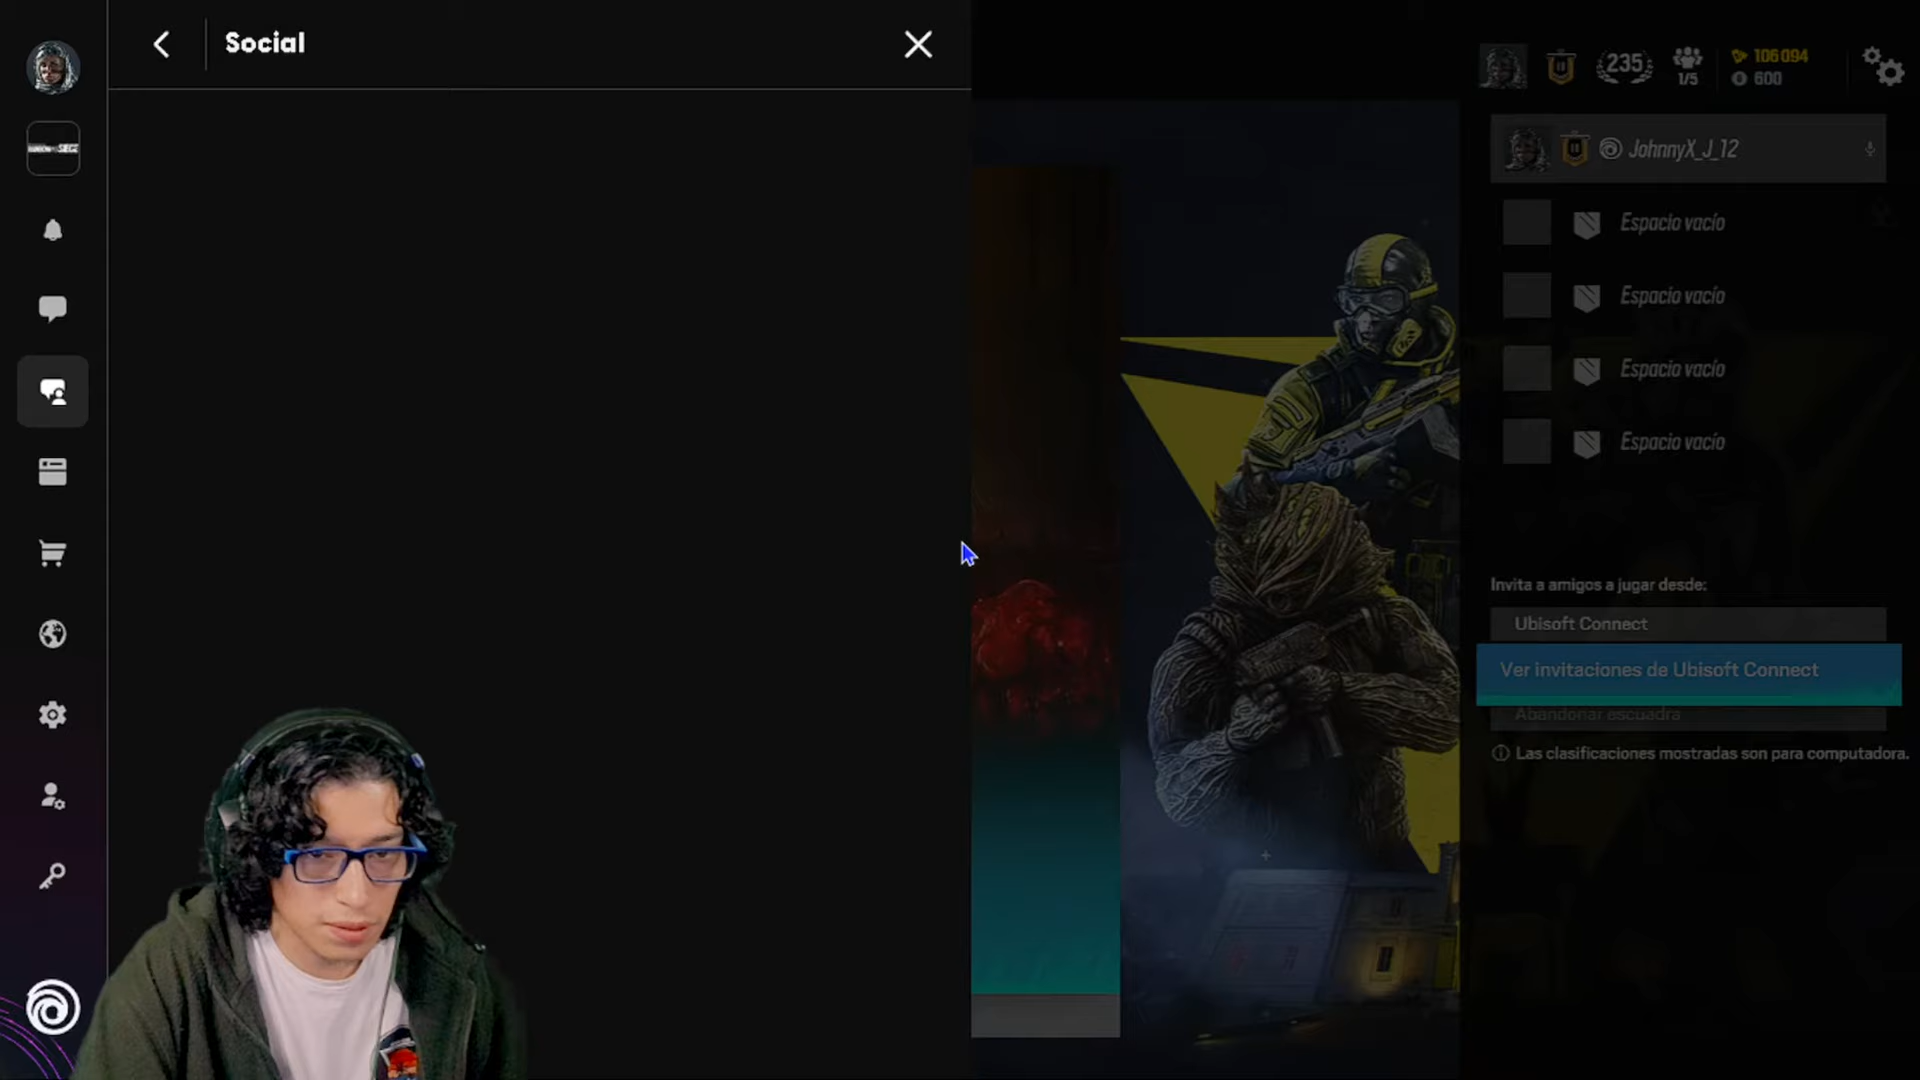 Social
235
1/5
106 094
600
JohnnyX_J_12
Espacio vacío
Espacio vacío
Espacio vacío
Espacio vacío
Invita a amigos a jugar desde:
Ubisoft Connect
Ver invitaciones de Ubisoft Connect
Abandonar escuadra
Las clasificaciones mostradas son para computadora.